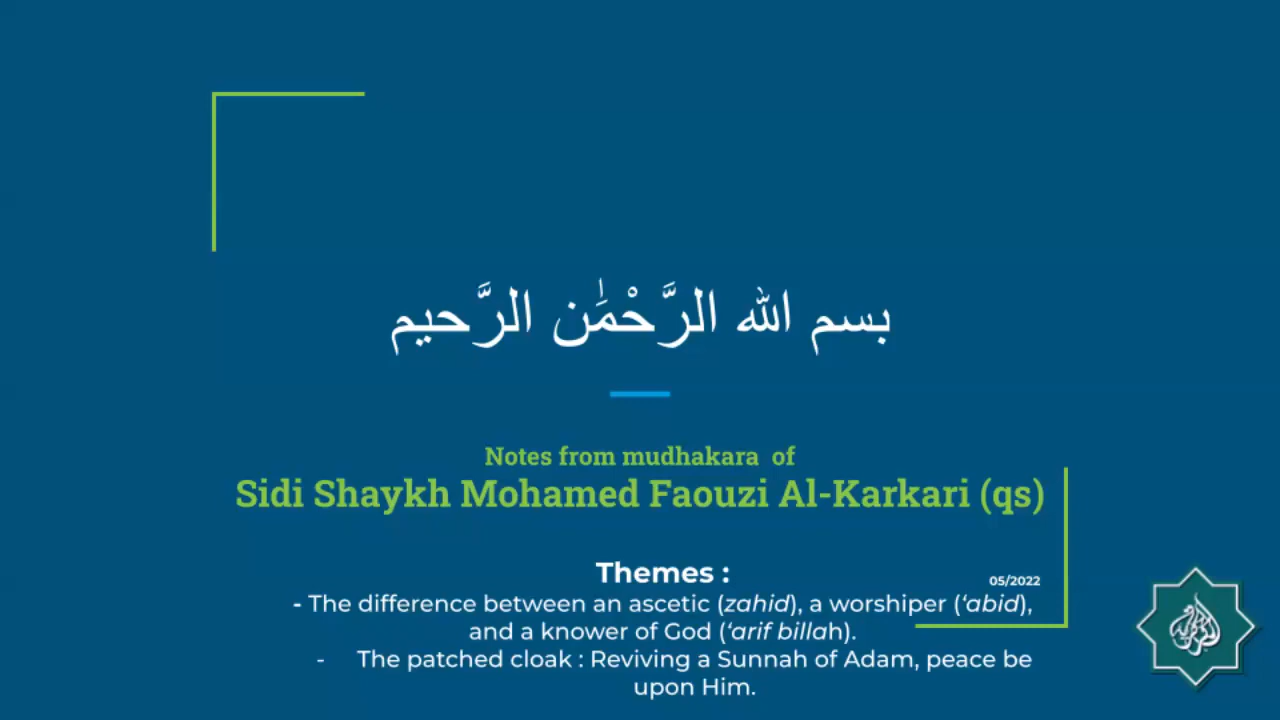 بسم الله الرَّحْمَٰن الرَّحيم
Notes from mudhakara of
Sidi Shaykh Mohamed Faouzi Al-Karkari (qs)
Themes :
05/2022
- The difference between an ascetic (zahid), a worshiper (‘abid),
and a knower of God (‘arif billah).
- The patched cloak : Reviving a Sunnah of Adam, peace be
upon Him.